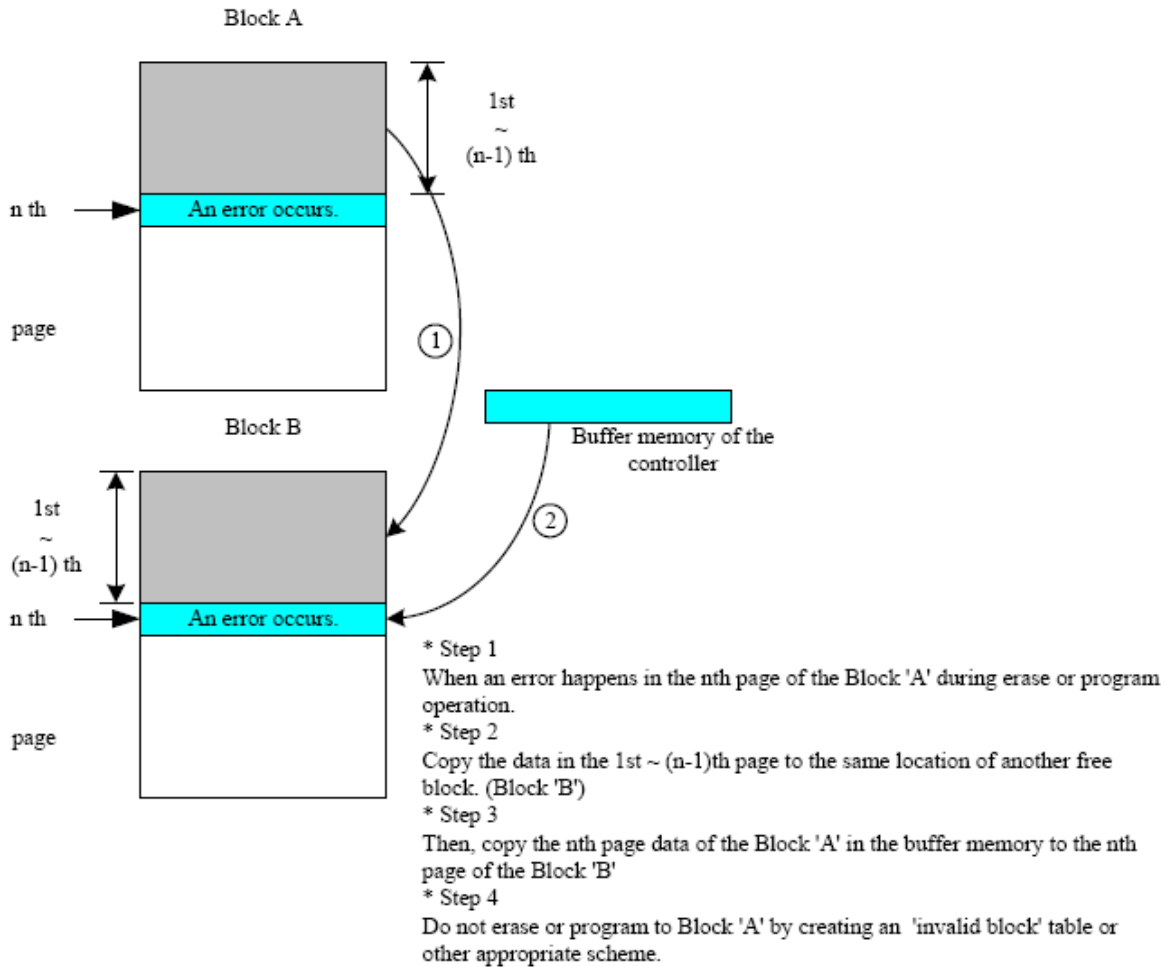 Block A
1st
~
(n-1) th
n th
An error occurs.
page
1
Block B
Buffer memory of the
controller
1st
~
(n-1) th
2
n th
An error occurs.
page
* Step 1
When an error happens in the nth page of the Block 'A' during erase or program
operation.
* Step 2
Copy the data in the 1st ~ (n-1)th page to the same location of another free
block. (Block 'B')
* Step 3
Then, copy the nth page data of the Block 'A' in the buffer memory to the nth
page of the Block 'B'
* Step 4
Do not erase or program to Block 'A' by creating an 'invalid block' table or
other appropriate scheme.